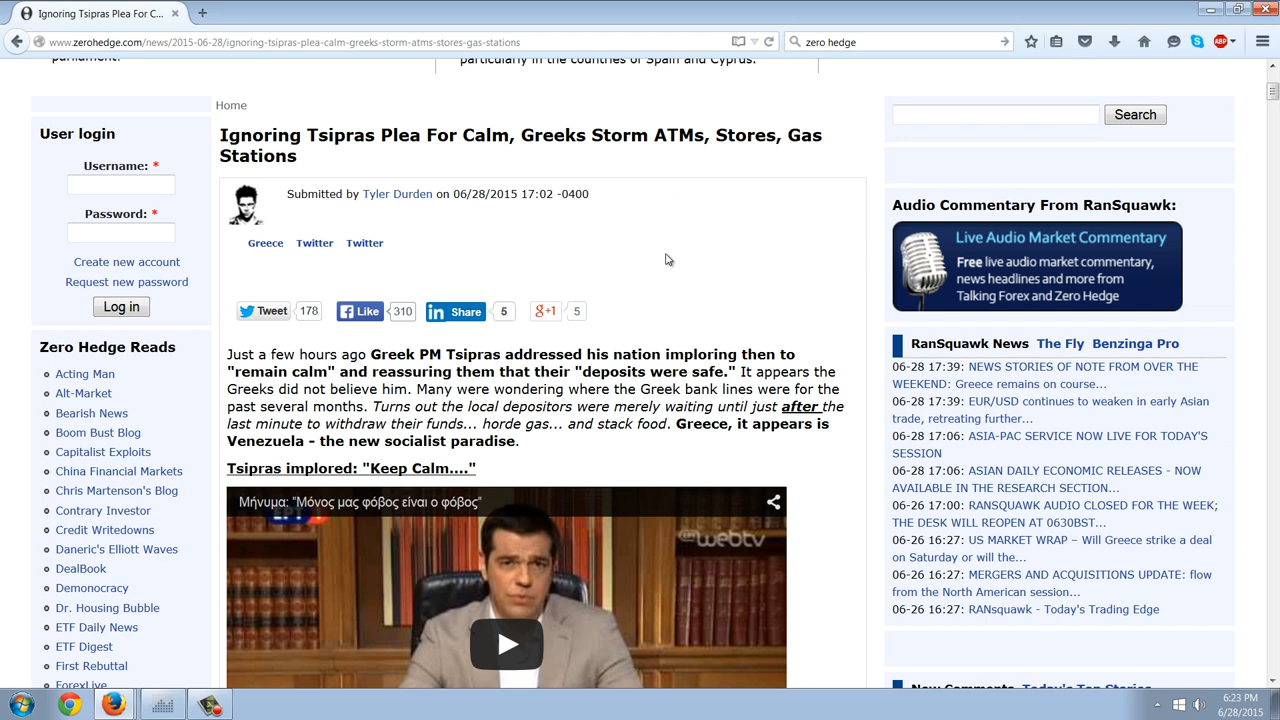 Ignoring Tsipras Plea For C...
www.zerohedge.com/news/2015-06-28/ignoring-tsipras-plea-calm-greeks-storm-atms-stores-gas-stations
zero hedge
ABP
parliament.
particularly in the countries of Spain and Cyprus.
Home
User login
Username: *
Password: *
Create new account
Request new password
Log in
Zero Hedge Reads
Acting Man
Alt-Market
Bearish News
Boom Bust Blog
Capitalist Exploits
China Financial Markets
Chris Martenson's Blog
Contrary Investor
Credit Writedowns
Daneric's Elliott Waves
DealBook
Demonocracy
Dr. Housing Bubble
ETF Daily News
ETF Digest
First Rebuttal
ForexLive
Ignoring Tsipras Plea For Calm, Greeks Storm ATMs, Stores, Gas
Stations
Submitted by Tyler Durden on 06/28/2015 17:02 -0400
Greece Twitter Twitter
Tweet 178 Like 310 Share 5 g+1 5
Just a few hours ago Greek PM Tsipras addressed his nation imploring then to
"remain calm" and reassuring them that their "deposits were safe." It appears the
Greeks did not believe him. Many were wondering where the Greek bank lines were for the
past several months. Turns out the local depositors were merely waiting until just after the
last minute to withdraw their funds... horde gas... and stack food. Greece, it appears is
Venezuela - the new socialist paradise.
Tsipras implored: "Keep Calm...."
Μήνυμα: "Μόνος μας φόβος είναι ο φόβος"
webtv
Search
Audio Commentary From RanSquawk:
Live Audio Market Commentary
Free live audio market commentary,
news headlines and more from
Talking Forex and Zero Hedge
RanSquawk News The Fly Benzinga Pro
06-28 17:39: NEWS STORIES OF NOTE FROM OVER THE
WEEKEND: Greece remains on course...
06-28 17:39: EUR/USD continues to weaken in early Asian
trade, retreating further...
06-28 17:06: ASIA-PAC SERVICE NOW LIVE FOR TODAY'S
SESSION
06-28 17:06: ASIAN DAILY ECONOMIC RELEASES - NOW
AVAILABLE IN THE RESEARCH SECTION...
06-26 17:00: RANSQUAWK AUDIO CLOSED FOR THE WEEK;
THE DESK WILL REOPEN AT 0630BST...
06-26 16:27: US MARKET WRAP – Will Greece strike a deal
on Saturday or will the...
06-26 16:27: MERGERS AND ACQUISITIONS UPDATE: flow
from the North American session...
06-26 16:27: RANsquawk - Today's Trading Edge
New Comments Today's Top Stories
6:23 PM
6/28/2015